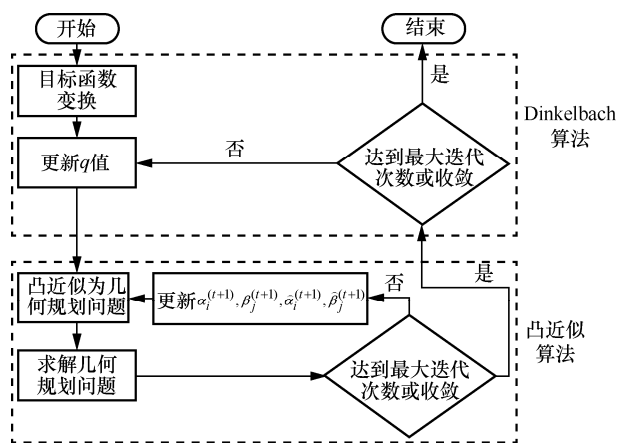 开始
结束
目标函数
变换
是
Dinkelbach
算法
更新q值
否
达到最大迭代
次数或收敛
凸近似为几
何规划问题
更新α_i^{(t+1)}, β_j^{(t+1)}, α̂_i^{(t+1)}, β̂_j^{(t+1)}
否
是
凸近似
算法
求解几何
规划问题
达到最大迭代
次数或收敛